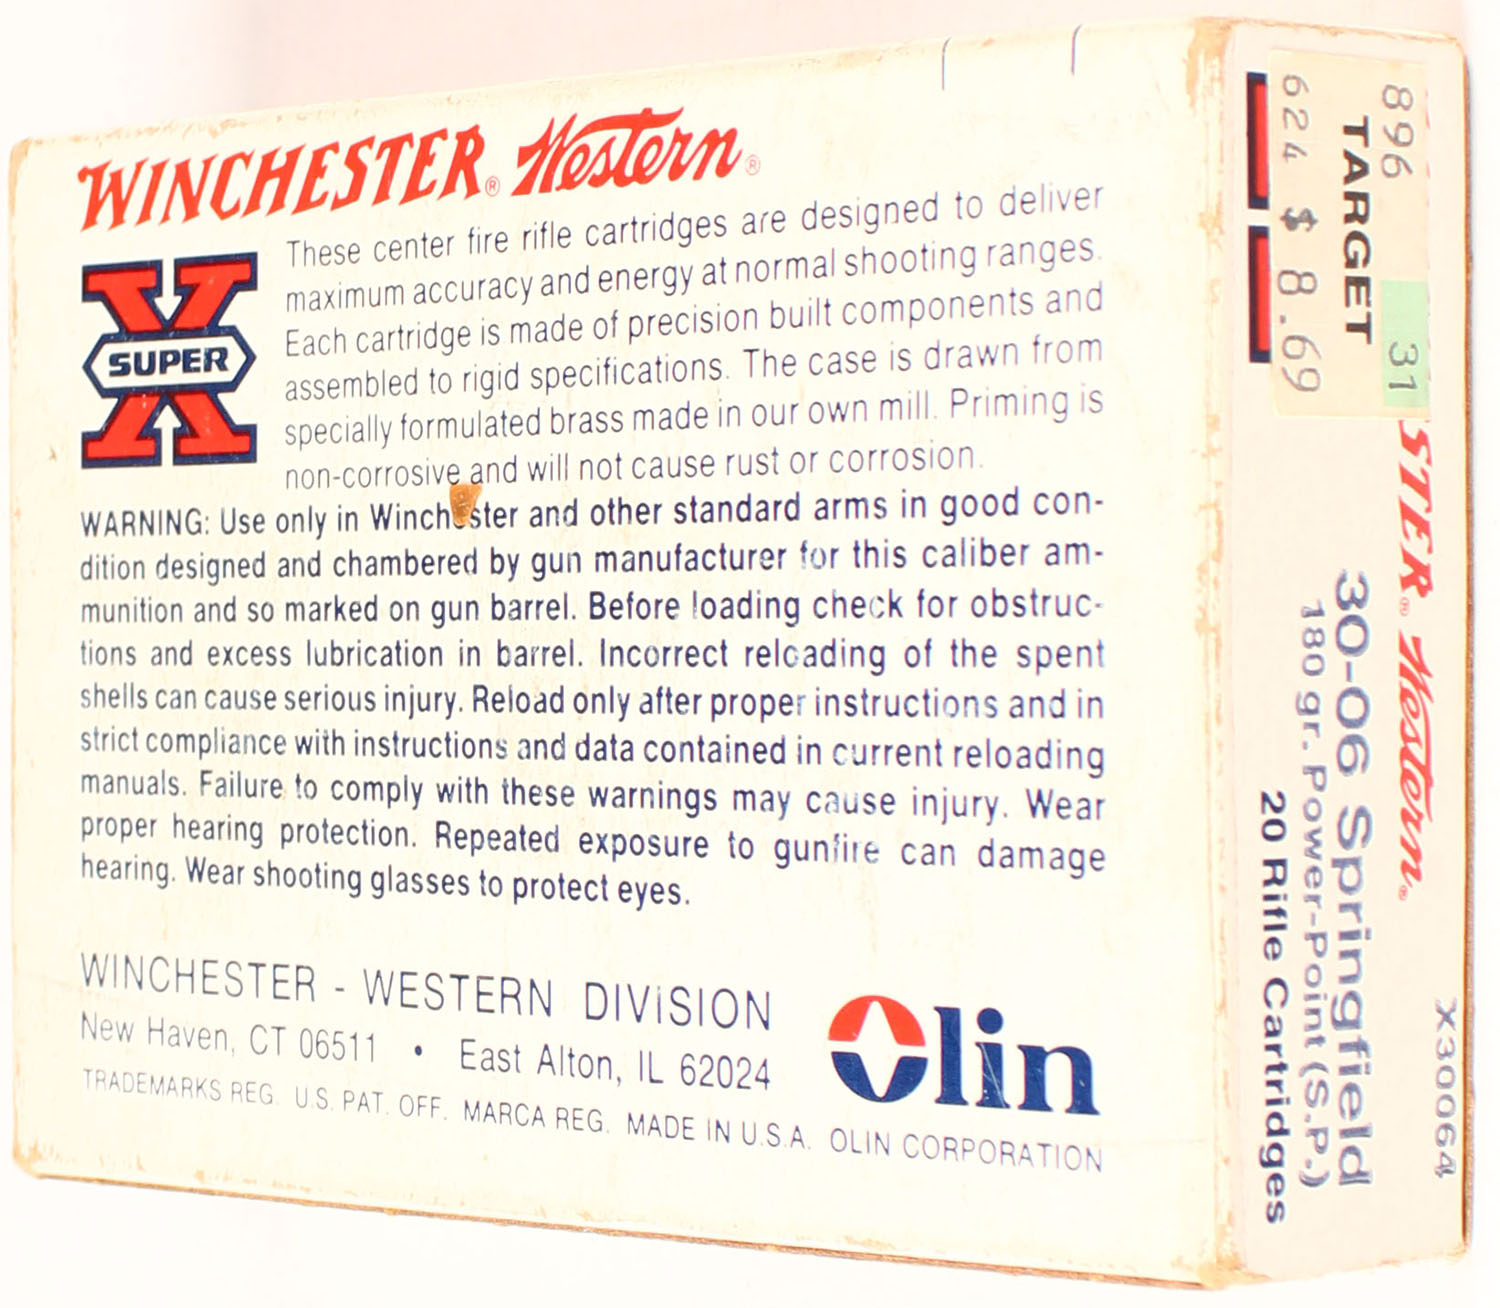 WINCHESTER® Western®
X
SUPER
These center fire rifle cartridges are designed to deliver
maximum accuracy and energy at normal shooting ranges.
Each cartridge is made of precision built components and
assembled to rigid specifications. The case is drawn from
specially formulated brass made in our own mill. Priming is
non-corrosive and will not cause rust or corrosion.
WARNING: Use only in Winchester and other standard arms in good con-
dition designed and chambered by gun manufacturer for this caliber am-
munition and so marked on gun barrel. Before loading check for obstruc-
tions and excess lubrication in barrel. Incorrect reloading of the spent
shells can cause serious injury. Reload only after proper instructions and in
strict compliance with instructions and data contained in current reloading
manuals. Failure to comply with these warnings may cause injury. Wear
proper hearing protection. Repeated exposure to gunfire can damage
hearing. Wear shooting glasses to protect eyes.
WINCHESTER - WESTERN DIVISION
New Haven, CT 06511 • East Alton, IL 62024
Olin
TRADEMARKS REG. U.S. PAT. OFF. MARCA REG. MADE IN U.S.A. OLIN CORPORATION
896 31
TARGET
624 $ 8.69
STER® Western®
X30064
30-06 Springfield
180 gr. Power-Point (S.P.)
20 Rifle Cartridges